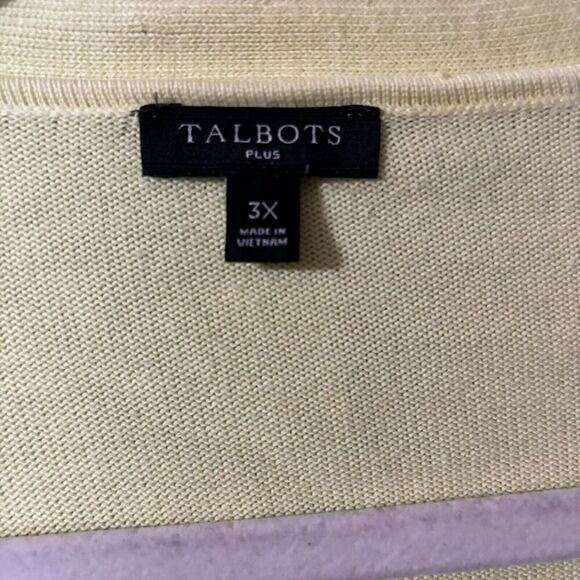 TALBOTS
PLUS
3X
MADE IN
VIETNAM